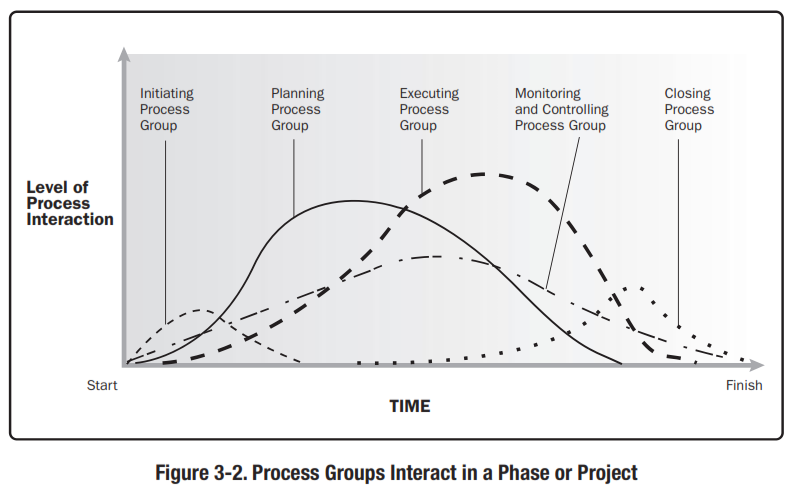 Initiating
Process
Group
Planning
Process
Group
Executing
Process
Group
Monitoring
and Controlling
Process Group
Closing
Process
Group
Level of
Process
Interaction
Start
Finish
TIME
Figure 3-2. Process Groups Interact in a Phase or Project